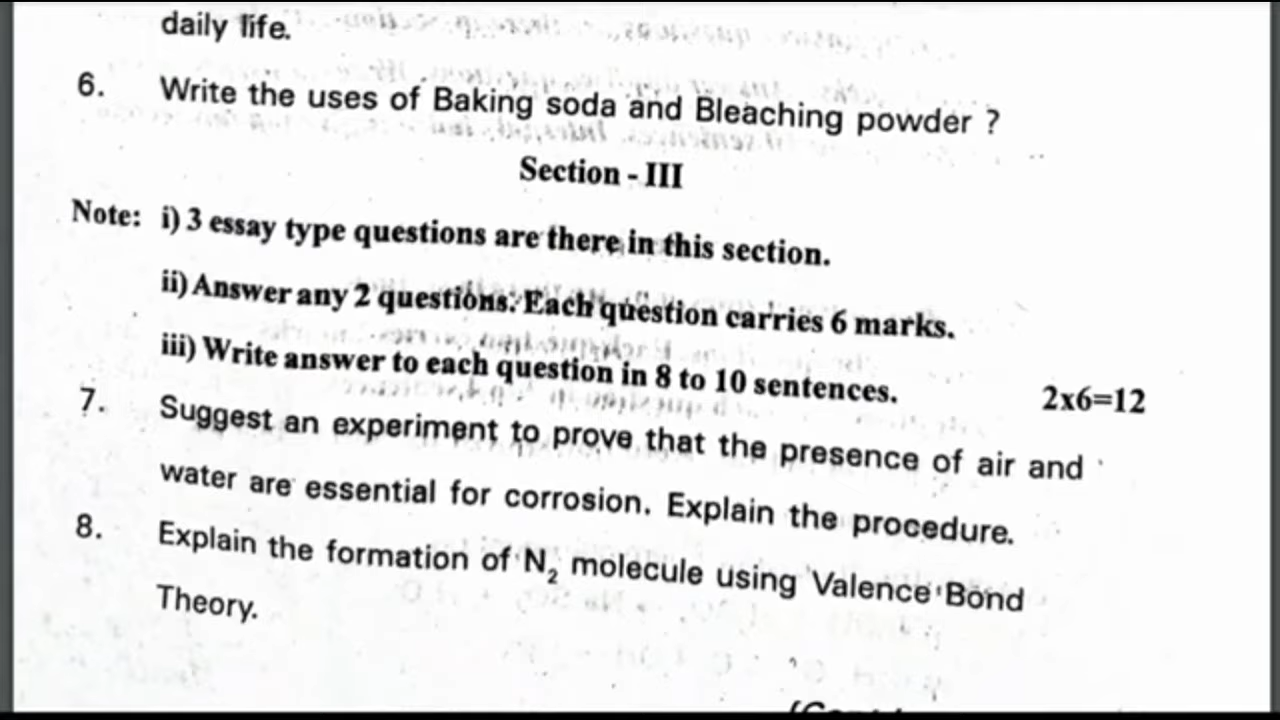 daily life.
6. Write the uses of Baking soda and Bleaching powder ?
Section - III
Note: i) 3 essay type questions are there in this section.
ii) Answer any 2 questions. Each question carries 6 marks.
iii) Write answer to each question in 8 to 10 sentences. 2x6=12
7. Suggest an experiment to prove that the presence of air and
water are essential for corrosion. Explain the procedure.
8. Explain the formation of N₂ molecule using Valence Bond
Theory.